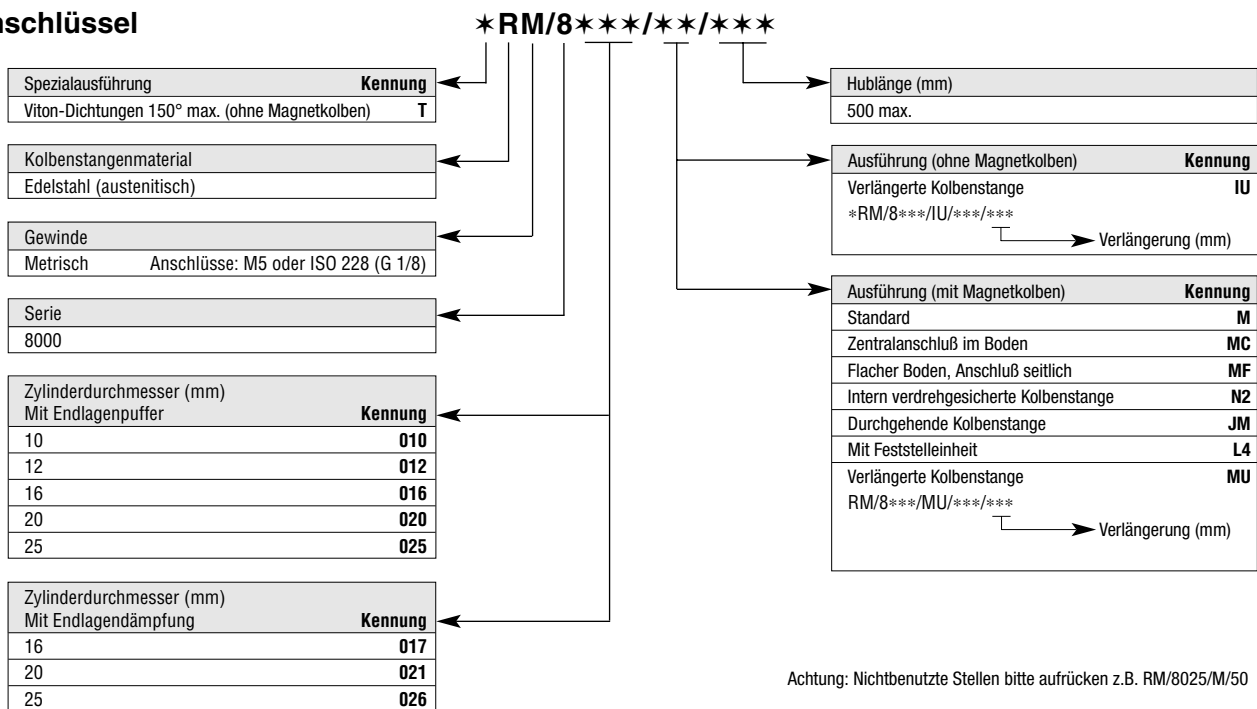 nschlüssel
✶RM/8✶✶✶/✶✶/✶✶✶
Spezialausführung Kennung
Viton-Dichtungen 150° max. (ohne Magnetkolben) T
Kolbenstangenmaterial
Edelstahl (austenitisch)
Gewinde
Metrisch Anschlüsse: M5 oder ISO 228 (G 1/8)
Serie
8000
Zylinderdurchmesser (mm)
Mit Endlagenpuffer Kennung
10 010
12 012
16 016
20 020
25 025
Zylinderdurchmesser (mm)
Mit Endlagendämpfung Kennung
16 017
20 021
25 026
Hublänge (mm)
500 max.
Ausführung (ohne Magnetkolben) Kennung
Verlängerte Kolbenstange IU
∗RM/8∗∗∗/IU/∗∗∗/∗∗∗
Verlängerung (mm)
Ausführung (mit Magnetkolben) Kennung
Standard M
Zentralanschluß im Boden MC
Flacher Boden, Anschluß seitlich MF
Intern verdrehgesicherte Kolbenstange N2
Durchgehende Kolbenstange JM
Mit Feststelleinheit L4
Verlängerte Kolbenstange MU
RM/8∗∗∗/MU/∗∗∗/∗∗∗
Verlängerung (mm)
Achtung: Nichtbenutzte Stellen bitte aufrücken z.B. RM/8025/M/50